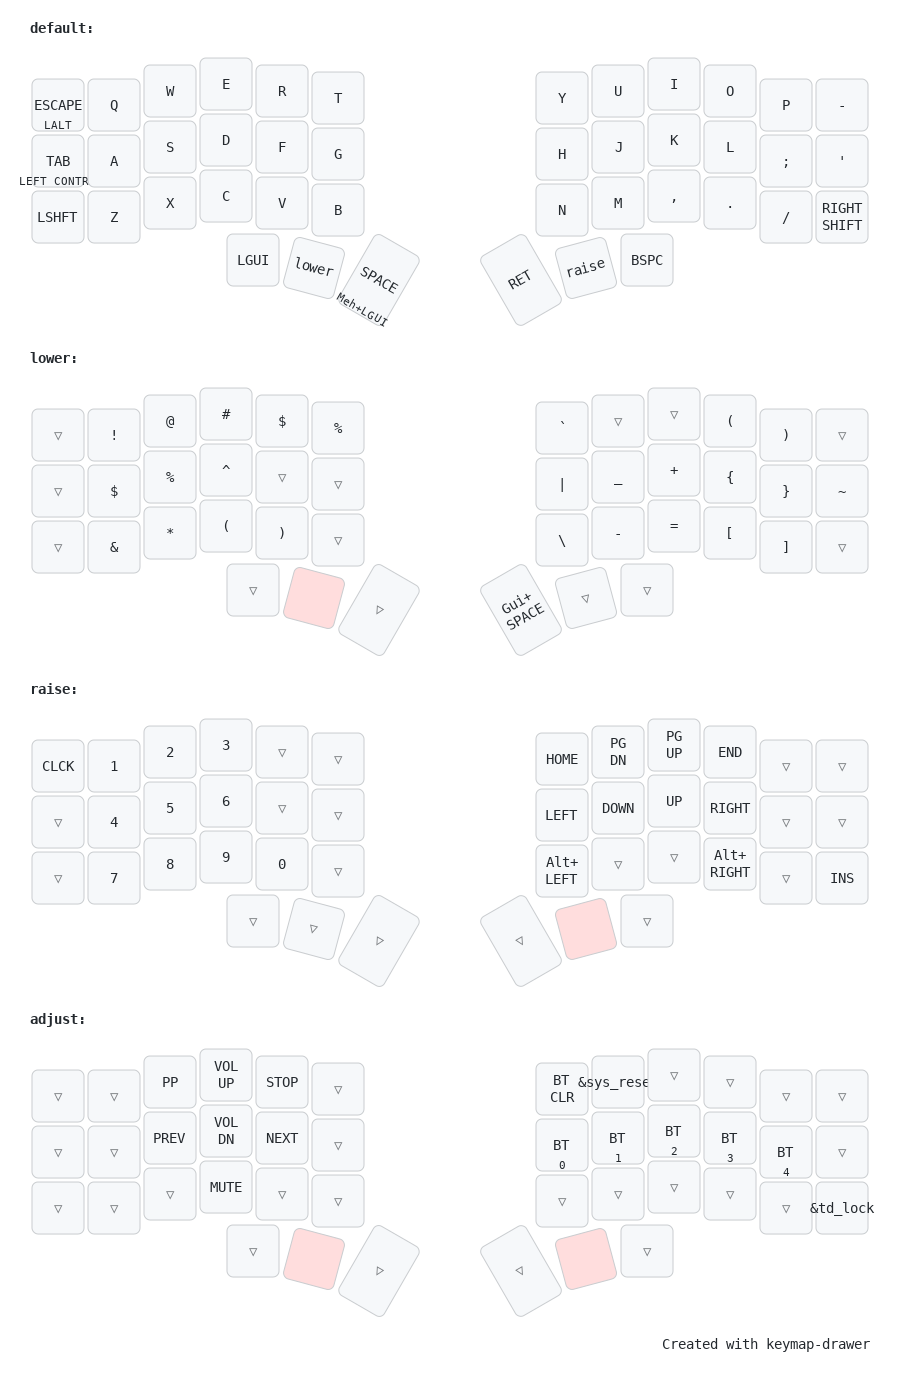 default:
ESCAPE Q W E R T Y U I O P -
LALT
TAB A S D F G H J K L ; '
LEFT CONTR
LSHFT Z X C V B N M , . / RIGHT
SHIFT
LGUI lower SPACE RET raise BSPC
Meh+LGUI
lower:
▽ ! @ # $ % ` ▽ ▽ ( ) ▽
▽ $ % ^ ▽ ▽ | _ + { } ~
▽ & * ( ) ▽ \ - = [ ] ▽
▽ ▽ Gui+ ▽ ▽
SPACE
raise:
CLCK 1 2 3 ▽ ▽ HOME PG PG END ▽ ▽
DN UP
▽ 4 5 6 ▽ ▽ LEFT DOWN UP RIGHT ▽ ▽
▽ 7 8 9 0 ▽ Alt+ ▽ ▽ Alt+ ▽ INS
LEFT RIGHT
▽ ▽ ▽ ▽ ▽
adjust:
▽ ▽ PP VOL STOP ▽ BT &sys_rese ▽ ▽ ▽ ▽
UP CLR
▽ ▽ PREV VOL NEXT ▽ BT BT BT BT BT ▽
DN 0 1 2 3 4
▽ ▽ ▽ MUTE ▽ ▽ ▽ ▽ ▽ ▽ ▽ &td_lock
▽ ▽ ▽ ▽
Created with keymap-drawer